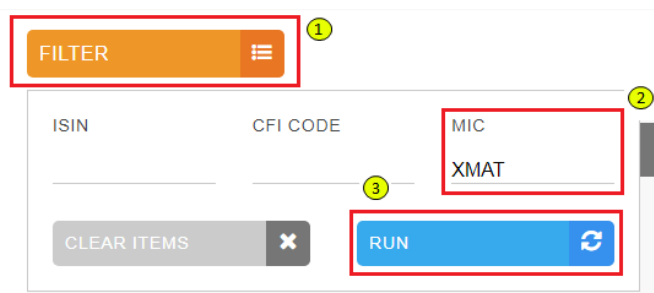 FILTER 1
2
ISIN CFI CODE MIC
XMAT
3
CLEAR ITEMS RUN